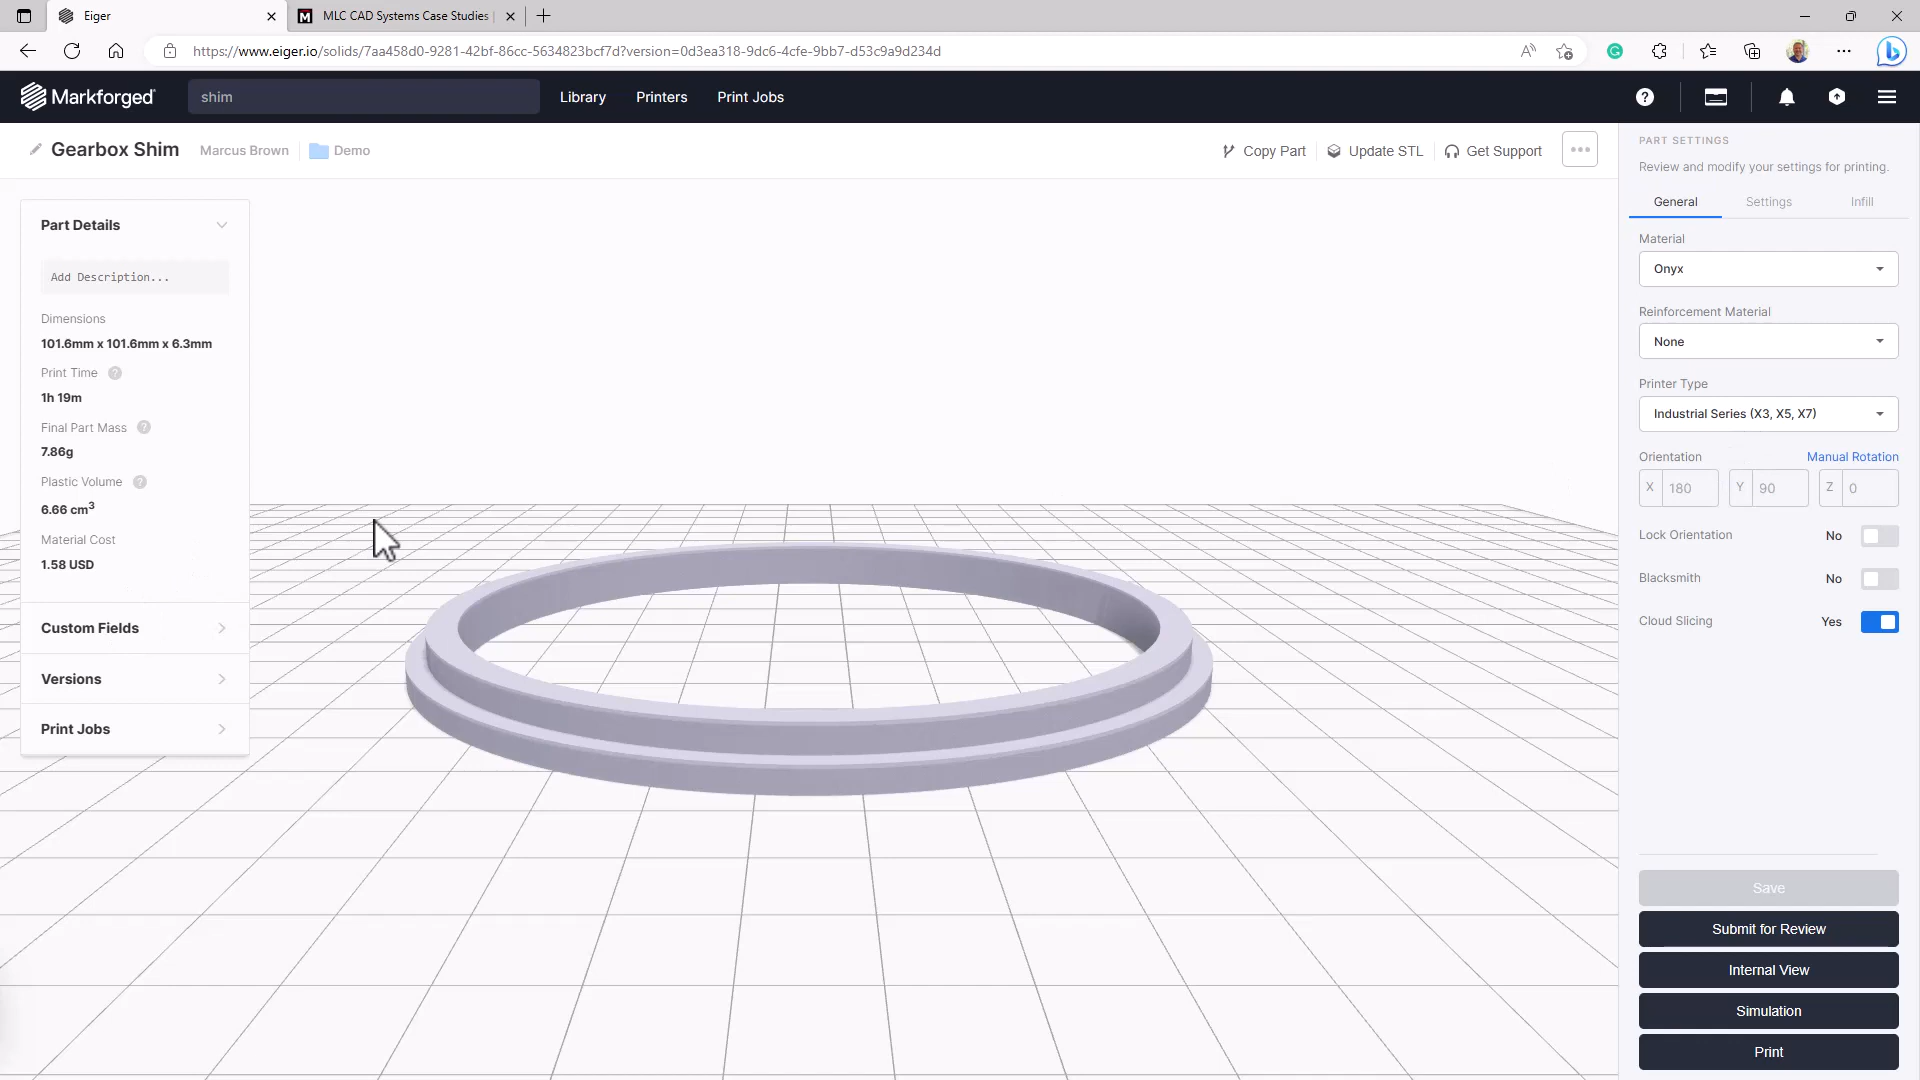 Eiger
MLC CAD Systems Case Studies |
https://www.eiger.io/solids/7aa458d0-9281-42bf-86cc-5634823bcf7d?version=0d3ea318-9dc6-4cfe-9bb7-d53c9a9d234d
Markforged
shim
Library
Printers
Print Jobs
Gearbox Shim
Marcus Brown
Demo
Copy Part
Update STL
Get Support
Part Details
Add Description...
Dimensions
101.6mm x 101.6mm x 6.3mm
Print Time ?
1h 19m
Final Part Mass ?
7.86g
Plastic Volume ?
6.66 cm³
Material Cost
1.58 USD
Custom Fields
Versions
Print Jobs
PART SETTINGS
Review and modify your settings for printing.
General Settings Infill
Material
Onyx
Reinforcement Material
None
Printer Type
Industrial Series (X3, X5, X7)
Orientation Manual Rotation
X 180 Y 90 Z 0
Lock Orientation No
Blacksmith No
Cloud Slicing Yes
Save
Submit for Review
Internal View
Simulation
Print